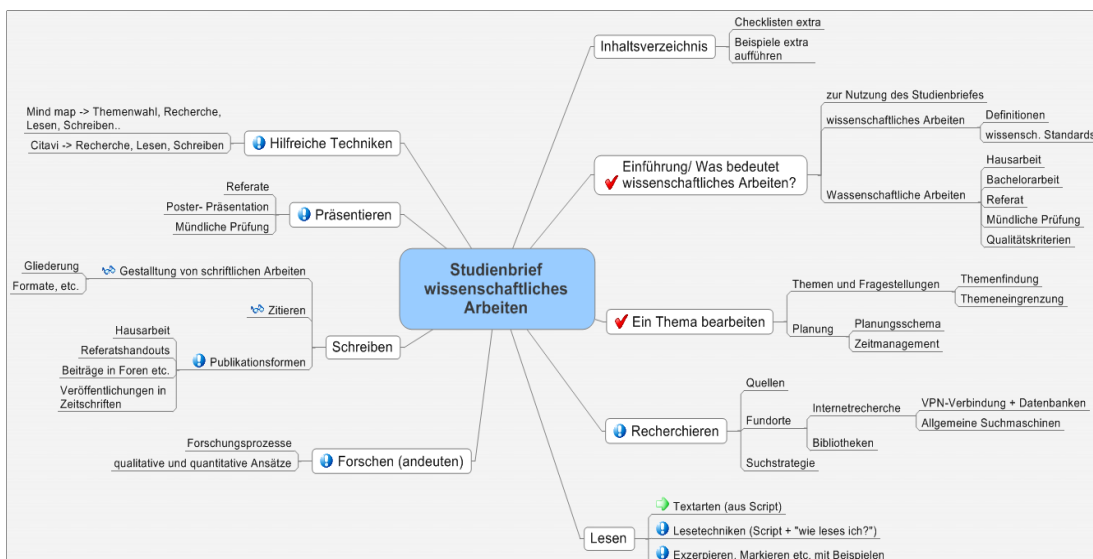 Studienbrief
wissenschaftliches
Arbeiten
Inhaltsverzeichnis
Checklisten extra
Beispiele extra
aufführen
Einführung/ Was bedeutet
wissenschaftliches Arbeiten?
zur Nutzung des Studienbriefes
wissenschaftliches Arbeiten
Definitionen
wissensch. Standards
Wassenschaftliche Arbeiten
Hausarbeit
Bachelorarbeit
Referat
Mündliche Prüfung
Qualitätskriterien
Ein Thema bearbeiten
Themen und Fragestellungen
Themenfindung
Themeneingrenzung
Planung
Planungsschema
Zeitmanagement
Recherchieren
Quellen
Fundorte
Internetrecherche
VPN-Verbindung + Datenbanken
Allgemeine Suchmaschinen
Bibliotheken
Suchstrategie
Lesen
Textarten (aus Script)
Lesetechniken (Script + "wie leses ich?")
Exzerpieren, Markieren etc. mit Beispielen
Hilfreiche Techniken
Mind map -> Themenwahl, Recherche,
Lesen, Schreiben..
Citavi -> Recherche, Lesen, Schreiben
Präsentieren
Referate
Poster- Präsentation
Mündliche Prüfung
Schreiben
Gestalltung von schriftlichen Arbeiten
Gliederung
Formate, etc.
Zitieren
Publikationsformen
Hausarbeit
Referatshandouts
Beiträge in Foren etc.
Veröffentlichungen in
Zeitschriften
Forschen (andeuten)
Forschungsprozesse
qualitative und quantitative Ansätze